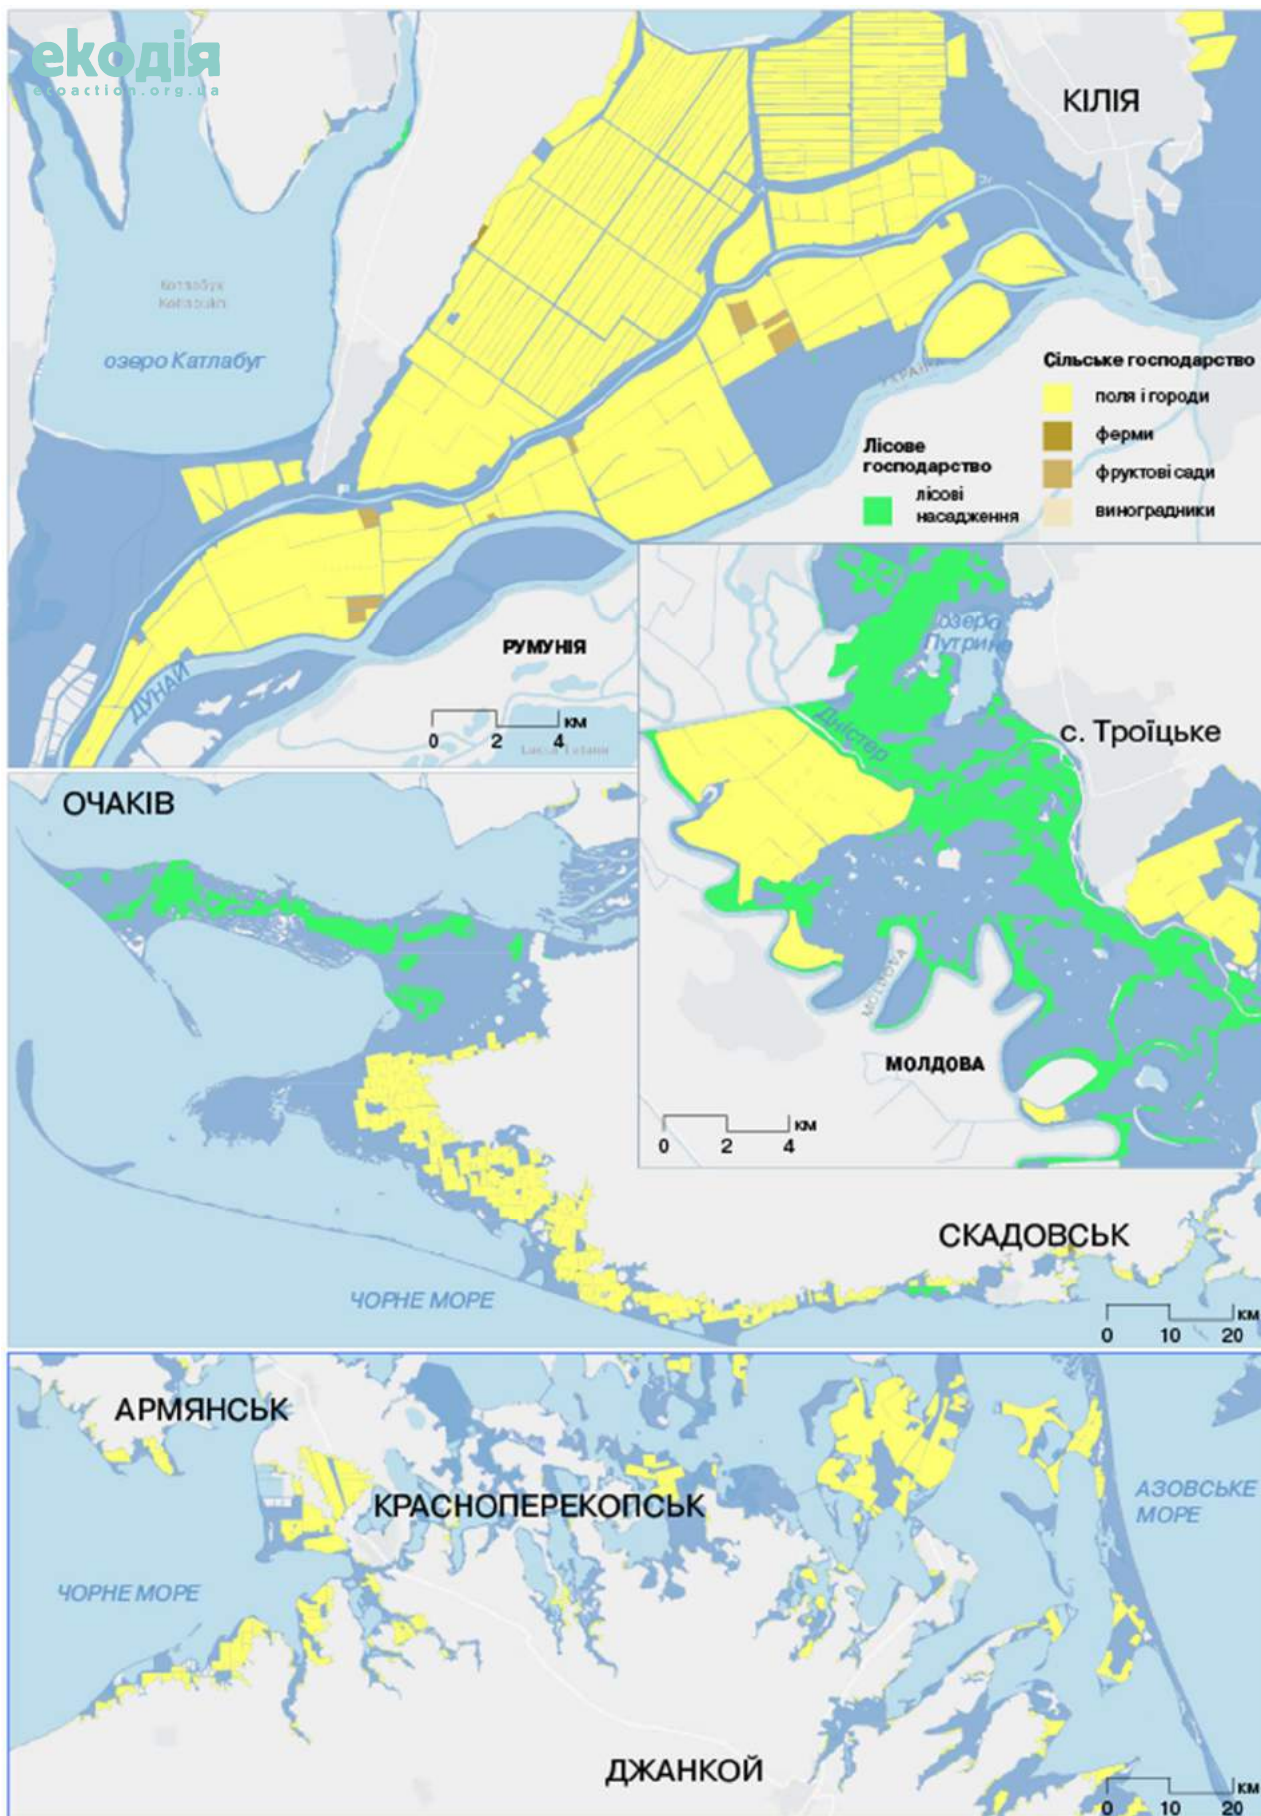 екодія
ecoaction.org.ua
КІЛІЯ
озеро Катлабуг
УКРАЇНА
Сільське господарство
поля і городи
ферми
фруктові сади
виноградники
Лісове
господарство
лісові
насадження
РУМУНІЯ
ДУНАЙ
км
0 2 4
озеро
Путрине
Дністер
с. Троїцьке
MOLDOVA
МОЛДОВА
км
0 2 4
ОЧАКІВ
СКАДОВСЬК
ЧОРНЕ МОРЕ
км
0 10 20
АРМЯНСЬК
КРАСНОПЕРЕКОПСЬК
АЗОВСЬКЕ
МОРЕ
ЧОРНЕ МОРЕ
ДЖАНКОЙ
км
0 10 20